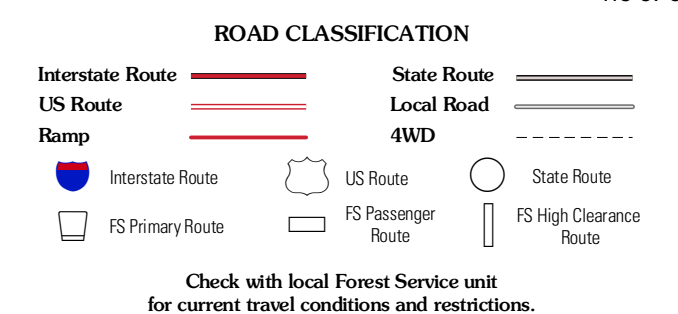 ROAD CLASSIFICATION
Interstate Route State Route
US Route Local Road
Ramp 4WD
Interstate Route US Route State Route
FS Primary Route FS Passenger Route FS High Clearance Route
Check with local Forest Service unit
for current travel conditions and restrictions.